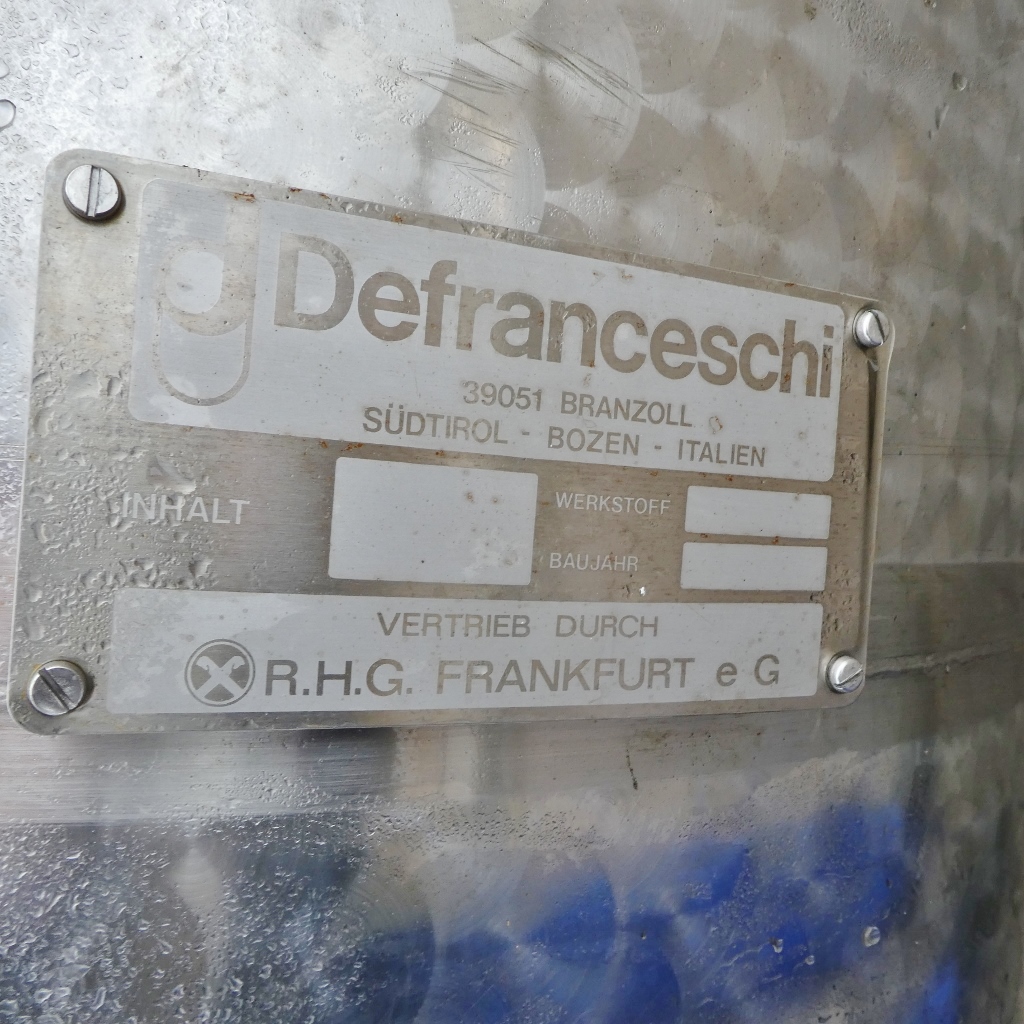 Defranceschi
39051 BRANZOLL
SÜDTIROL - BOZEN - ITALIEN
INHALT
WERKSTOFF
BAUJAHR
VERTRIEB DURCH
R.H.G. FRANKFURT e G